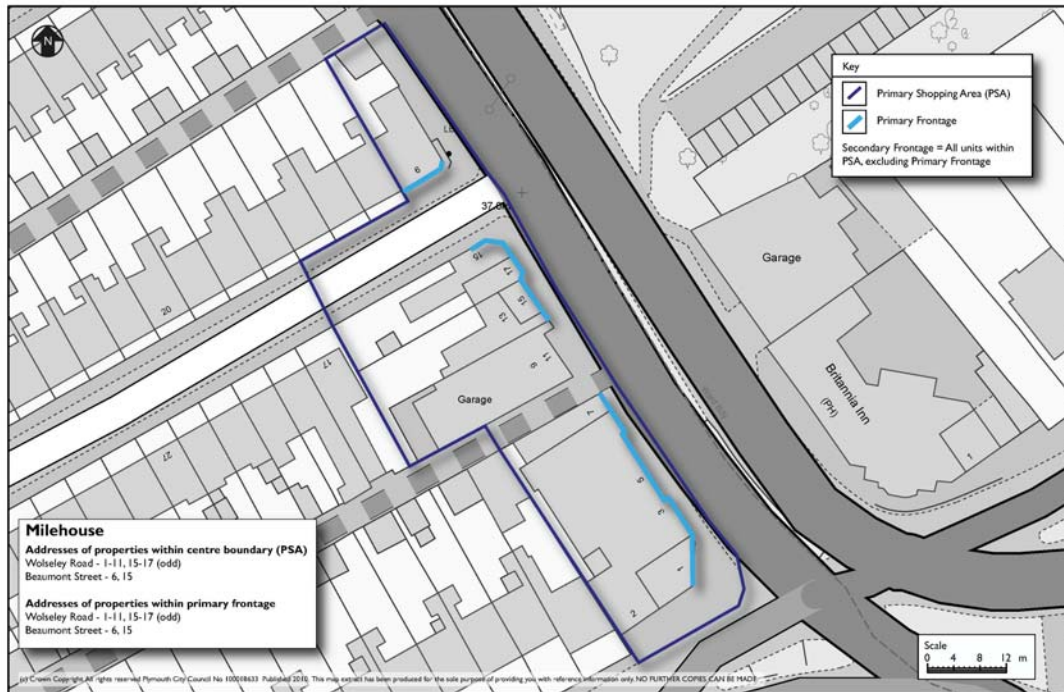 N
Key
Primary Shopping Area (PSA)
Primary Frontage
Secondary Frontage = All units within
PSA, excluding Primary Frontage
LB
6
37.8m
Garage
20
15
17
15
13
11
9
17
Garage
Britannia Inn
(PH)
1
7
27
5
3
1
2
Milehouse
Addresses of properties within centre boundary (PSA)
Wolseley Road - 1-11, 15-17 (odd)
Beaumont Street - 6, 15
Addresses of properties within primary frontage
Wolseley Road - 1-11, 15-17 (odd)
Beaumont Street - 6, 15
Scale
0 4 8 12 m
(c) Crown Copyright All rights reserved Plymouth City Council No 100018633 Published 2010 This map extract has been produced for the sole purpose of providing you with reference information only. NO FURTHER COPIES CAN BE MADE